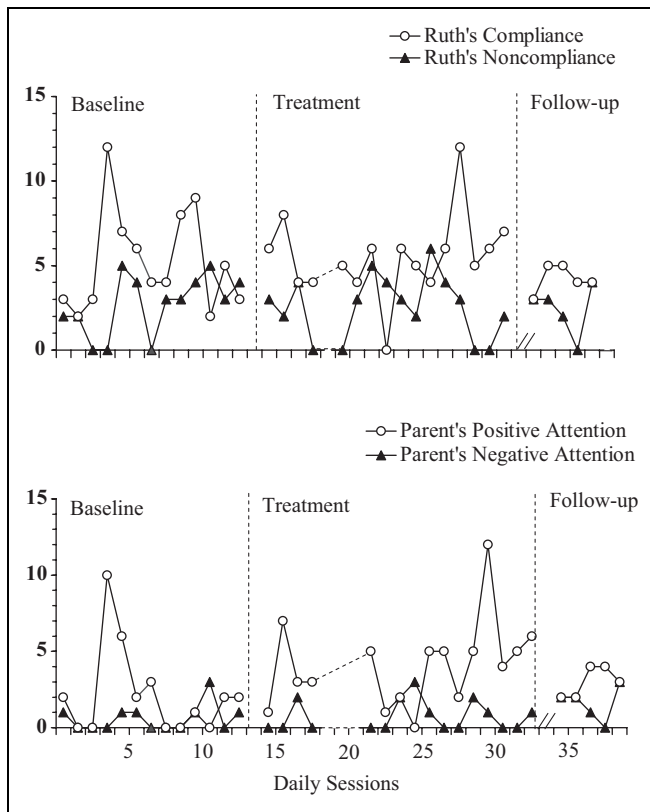 Ruth's Compliance
Ruth's Noncompliance
15
Baseline
Treatment
Follow-up
10
5
0
Parent's Positive Attention
Parent's Negative Attention
15
Baseline
Treatment
Follow-up
10
5
0
5 10 15 20 25 30 35
Daily Sessions